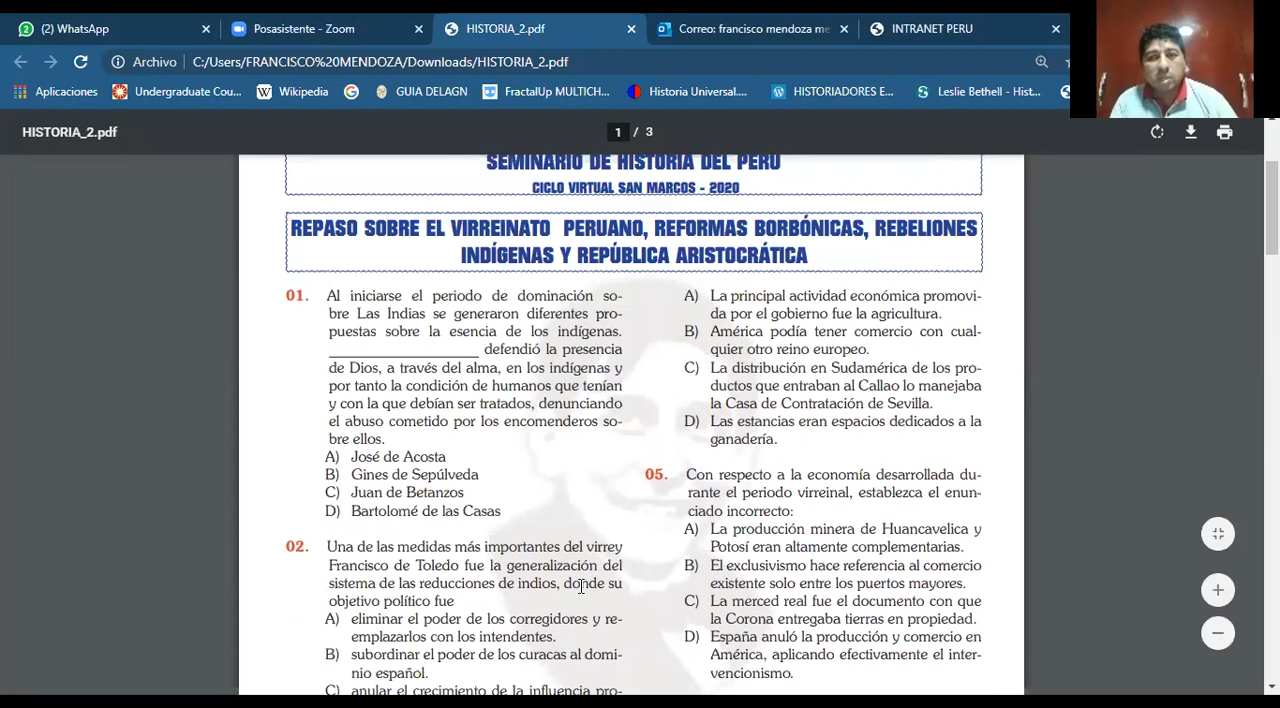 (2) WhatsApp
Posasistente - Zoom
HISTORIA_2.pdf
Correo: francisco mendoza me
INTRANET PERU
Archivo
C:/Users/FRANCISCO%20MENDOZA/Downloads/HISTORIA_2.pdf
Aplicaciones
Undergraduate Cou...
Wikipedia
GUIA DELAGN
FractalUp MULTICH...
Historia Universal....
HISTORIADORES E...
Leslie Bethell - Hist...
HISTORIA_2.pdf
1 / 3
SEMINARIO DE HISTORIA DEL PERÚ
CICLO VIRTUAL SAN MARCOS - 2020
REPASO SOBRE EL VIRREINATO PERUANO, REFORMAS BORBÓNICAS, REBELIONES
INDÍGENAS Y REPÚBLICA ARISTOCRÁTICA
01. Al iniciarse el periodo de dominación so-
bre Las Indias se generaron diferentes pro-
puestas sobre la esencia de los indígenas.
____________________ defendió la presencia
de Dios, a través del alma, en los indígenas y
por tanto la condición de humanos que tenían
y con la que debían ser tratados, denunciando
el abuso cometido por los encomenderos so-
bre ellos.
A) José de Acosta
B) Gines de Sepúlveda
C) Juan de Betanzos
D) Bartolomé de las Casas
02. Una de las medidas más importantes del virrey
Francisco de Toledo fue la generalización del
sistema de las reducciones de indios, donde su
objetivo político fue
A) eliminar el poder de los corregidores y re-
emplazarlos con los intendentes.
B) subordinar el poder de los curacas al domi-
nio español.
C) anular el crecimiento de la influencia pro-
A) La principal actividad económica promovi-
da por el gobierno fue la agricultura.
B) América podía tener comercio con cual-
quier otro reino europeo.
C) La distribución en Sudamérica de los pro-
ductos que entraban al Callao lo manejaba
la Casa de Contratación de Sevilla.
D) Las estancias eran espacios dedicados a la
ganadería.
05. Con respecto a la economía desarrollada du-
rante el periodo virreinal, establezca el enun-
ciado incorrecto:
A) La producción minera de Huancavelica y
Potosí eran altamente complementarias.
B) El exclusivismo hace referencia al comercio
existente solo entre los puertos mayores.
C) La merced real fue el documento con que
la Corona entregaba tierras en propiedad.
D) España anuló la producción y comercio en
América, aplicando efectivamente el inter-
vencionismo.